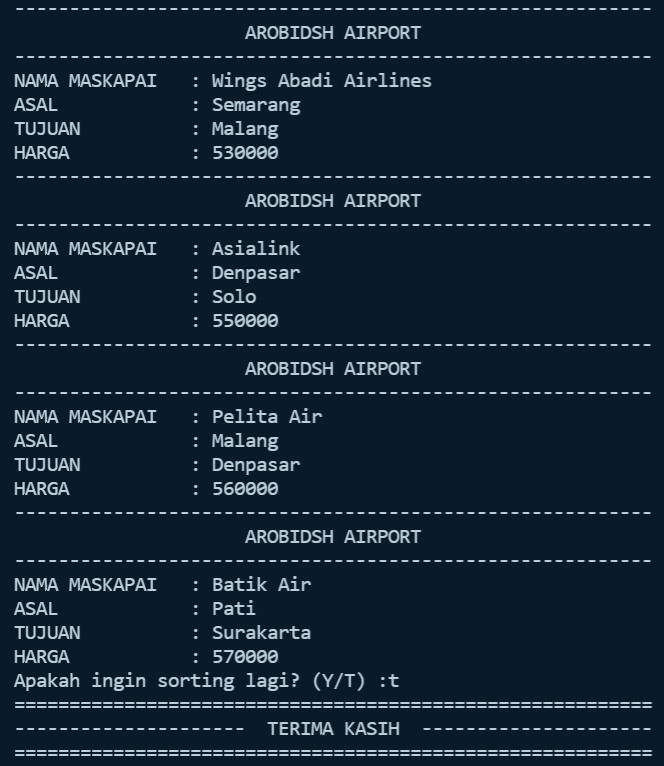 ----------------------------------------------------------
AROBIDSH AIRPORT
----------------------------------------------------------
NAMA MASKAPAI   : Wings Abadi Airlines
ASAL            : Semarang
TUJUAN          : Malang
HARGA           : 530000
----------------------------------------------------------
AROBIDSH AIRPORT
----------------------------------------------------------
NAMA MASKAPAI   : Asialink
ASAL            : Denpasar
TUJUAN          : Solo
HARGA           : 550000
----------------------------------------------------------
AROBIDSH AIRPORT
----------------------------------------------------------
NAMA MASKAPAI   : Pelita Air
ASAL            : Malang
TUJUAN          : Denpasar
HARGA           : 560000
----------------------------------------------------------
AROBIDSH AIRPORT
----------------------------------------------------------
NAMA MASKAPAI   : Batik Air
ASAL            : Pati
TUJUAN          : Surakarta
HARGA           : 570000
Apakah ingin sorting lagi? (Y/T) :t
==========================================================
---------------------  TERIMA KASIH  ---------------------
==========================================================